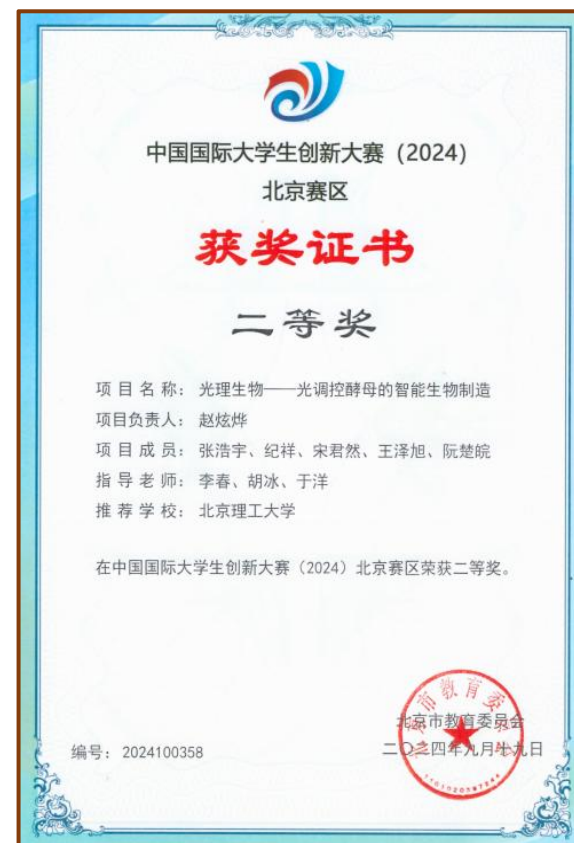 中国国际大学生创新大赛（2024）
北京赛区
获奖证书
二等奖
项目名称：光理生物——光调控酵母的智能生物制造
项目负责人：赵炫烨
项目成员：张浩宇、纪祥、宋君然、王泽旭、阮楚皖
指导老师：李春、胡冰、于洋
推荐学校：北京理工大学
在中国国际大学生创新大赛（2024）北京赛区荣获二等奖。
北京市教育委员会
编号：2024100358
二〇二四年九月十九日